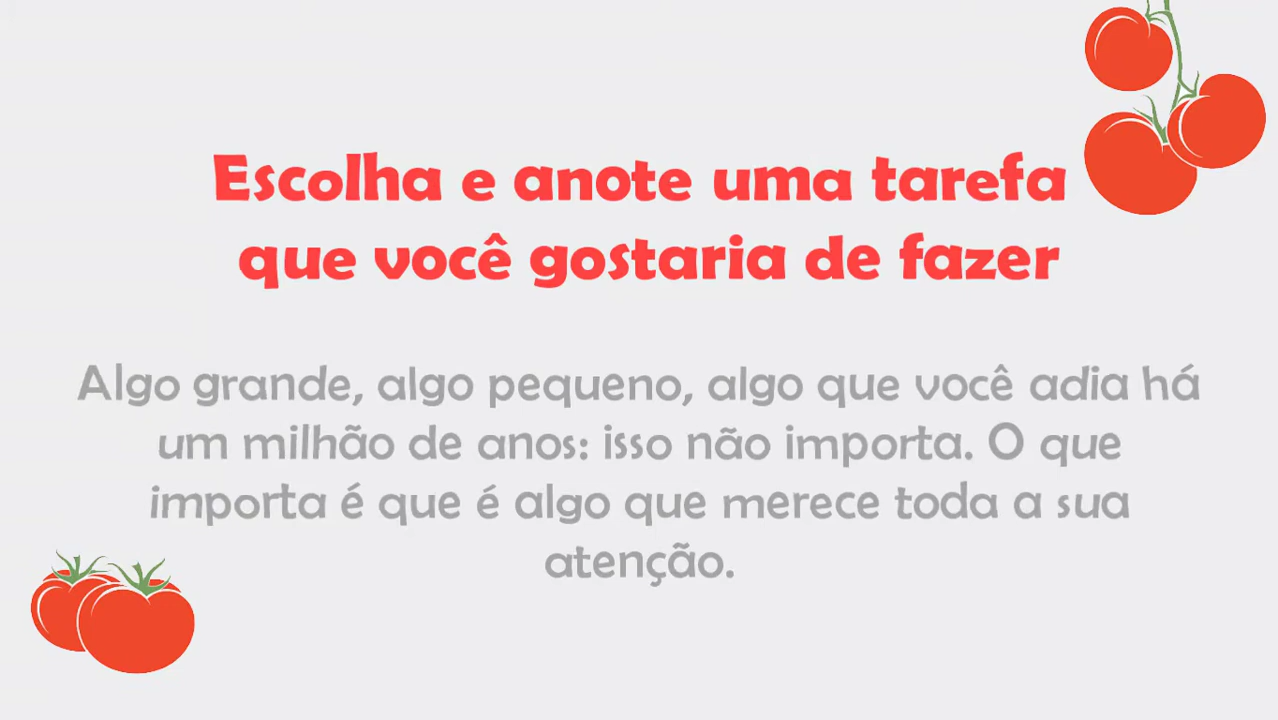 Escolha e anote uma tarefa
que você gostaria de fazer
Algo grande, algo pequeno, algo que você adia há
um milhão de anos: isso não importa. O que
importa é que é algo que merece toda a sua
atenção.